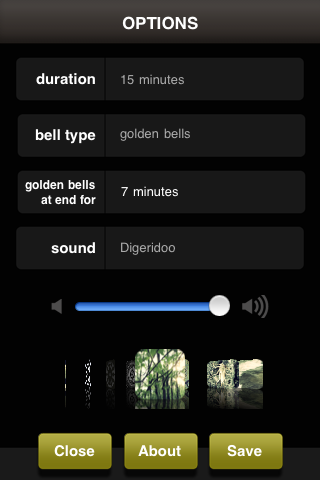 OPTIONS
duration 15 minutes
bell type golden bells
golden bells
at end for 7 minutes
sound Digeridoo
Close About Save